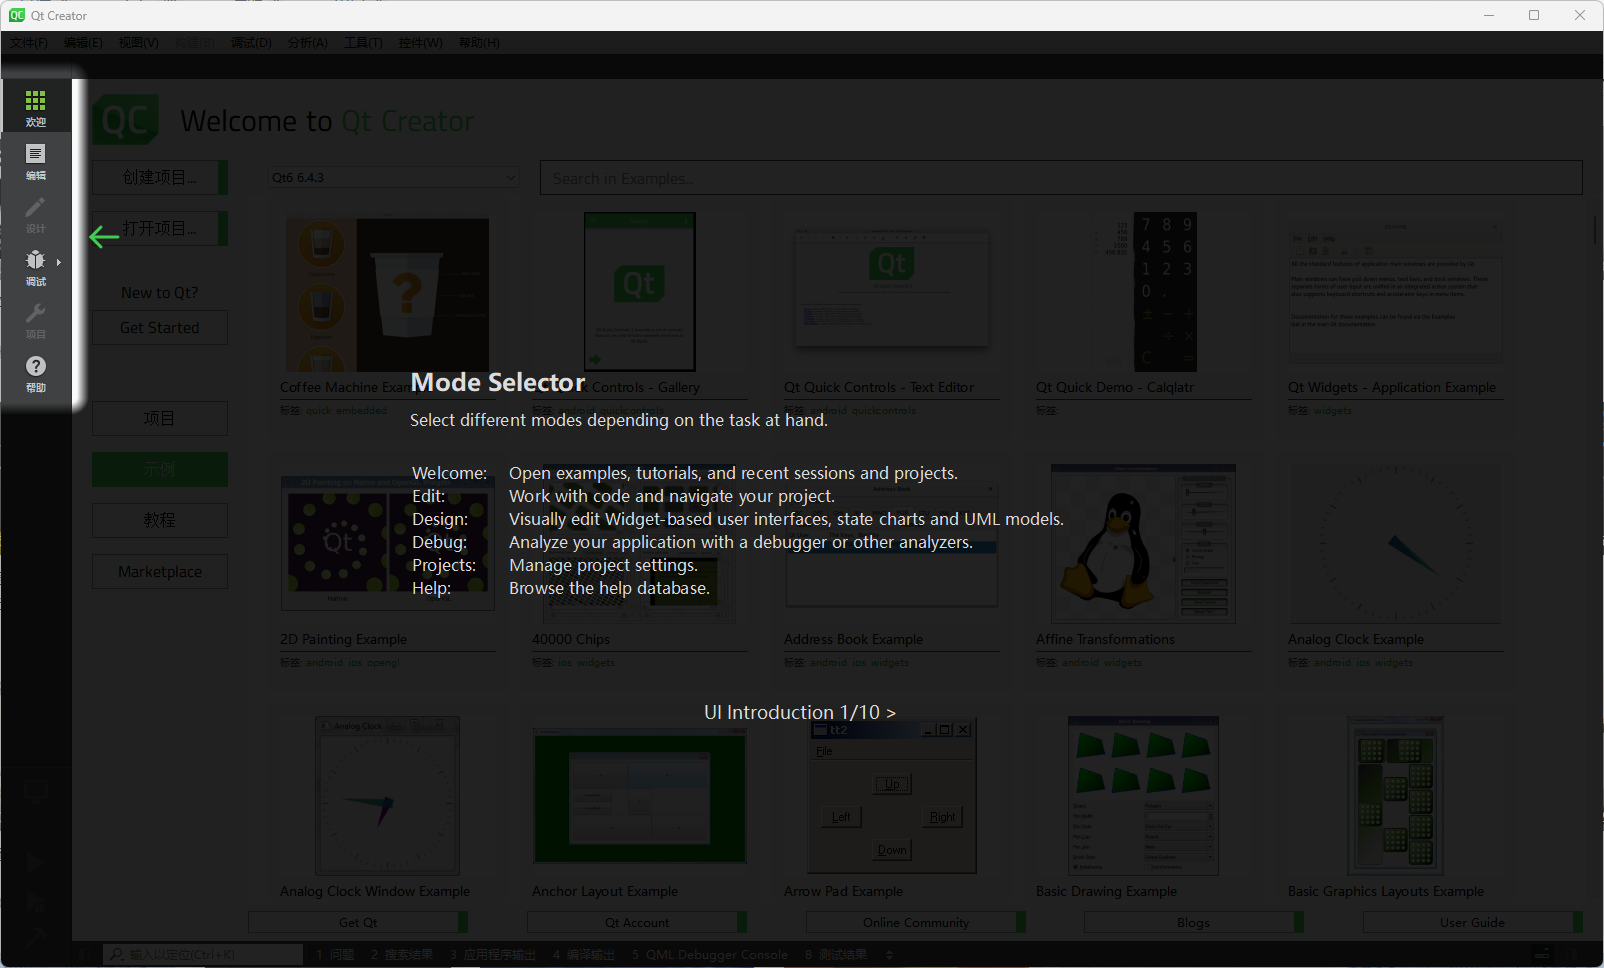 Qt Creator
文件(F) 编辑(E) 视图(V) 构建(B) 调试(D) 分析(A) 工具(T) 控件(W) 帮助(H)
欢迎
编辑
设计
调试
项目
帮助
QC
Welcome to Qt Creator
创建项目...
打开项目...
New to Qt?
Get Started
项目
示例
教程
Marketplace
Qt6 6.4.3
Search in Examples...
Coffee Machine
标签: quick embedded
Controls - Gallery
标签: android quickcontrols
Qt Quick Controls - Text Editor
标签: android quickcontrols
Qt Quick Demo - Calqlatr
标签:
Qt Widgets - Application Example
标签: widgets
Mode Selector
Select different modes depending on the task at hand.
Welcome: Open examples, tutorials, and recent sessions and projects.
Edit: Work with code and navigate your project.
Design: Visually edit Widget-based user interfaces, state charts and UML models.
Debug: Analyze your application with a debugger or other analyzers.
Projects: Manage project settings.
Help: Browse the help database.
2D Painting Example
标签: android ios opengl
40000 Chips
标签: ios widgets
Address Book Example
标签: android ios widgets
Affine Transformations
标签: android widgets
Analog Clock Example
标签: android ios widgets
UI Introduction 1/10 >
Analog Clock
tt2
File
Up
Left
Right
Down
Analog Clock Window Example
Anchor Layout Example
Arrow Pad Example
Basic Drawing Example
Basic Graphics Layouts Example
Get Qt
Qt Account
Online Community
Blogs
User Guide
输入以定位(Ctrl+K)
1 问题 2 搜索结果 3 应用程序输出 4 编译输出 5 QML Debugger Console 8 测试结果